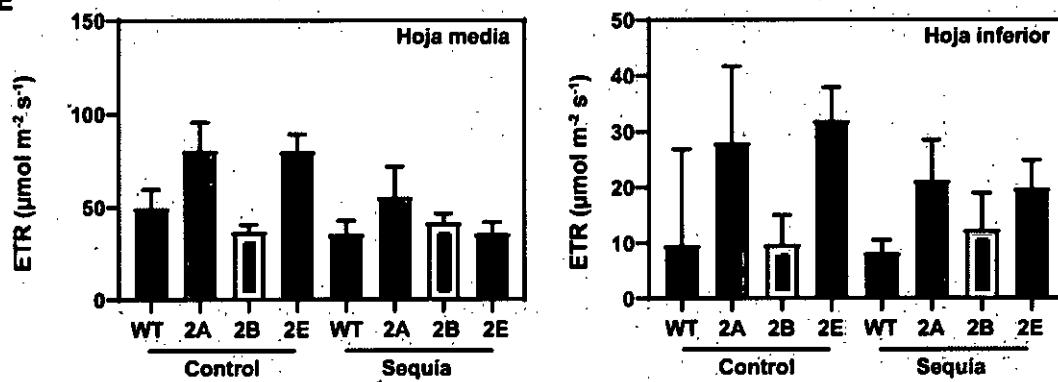 E
Hoja media
ETR (µmol m-2 s-1)
150
100
50
0
WT 2A 2B 2E WT 2A 2B 2E
Control Sequía
Hoja inferior
ETR (µmol m-2 s-1)
50
40
30
20
10
0
WT 2A 2B 2E WT 2A 2B 2E
Control Sequía